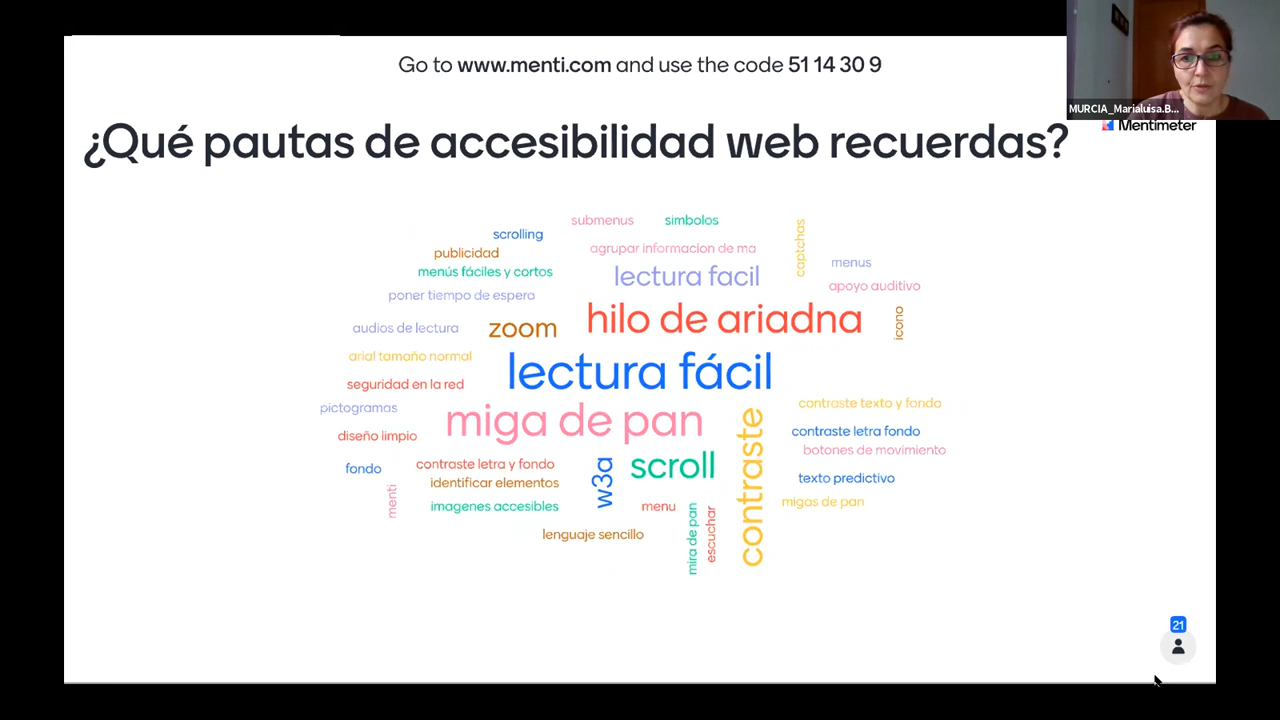 Go to www.menti.com and use the code 51 14 30 9
MURCIA_Marialuisa.B...
Mentimeter
¿Qué pautas de accesibilidad web recuerdas?
submenus
simbolos
scrolling
captchas
publicidad
agrupar informacion de ma
menus
menús fáciles y cortos
lectura facil
apoyo auditivo
poner tiempo de espera
hilo de ariadna
icono
audios de lectura
zoom
arial tamaño normal
lectura fácil
seguridad en la red
pictogramas
contraste texto y fondo
miga de pan
contraste
diseño limpio
contraste letra fondo
botones de movimiento
contraste letra y fondo
scroll
fondo
w3a
identificar elementos
texto predictivo
menti
imagenes accesibles
menu
migos de pan
mira de pan
escuchar
lenguaje sencillo
21